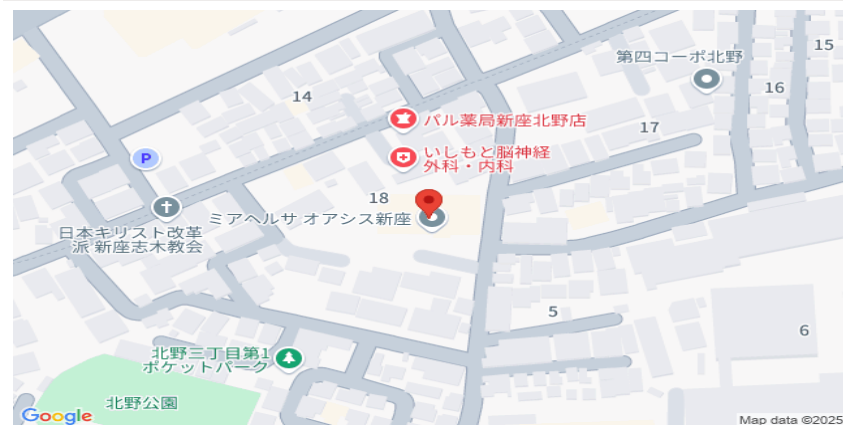 15
第四コーポ北野
16
14
パル薬局新座北野店
17
P
いしもと脳神経
外科・内科
18
ミアヘルサ オアシス新座
日本キリスト改革
派 新座志木教会
5
6
北野三丁目第1
ポケットパーク
北野公園
Google
Map data ©2025